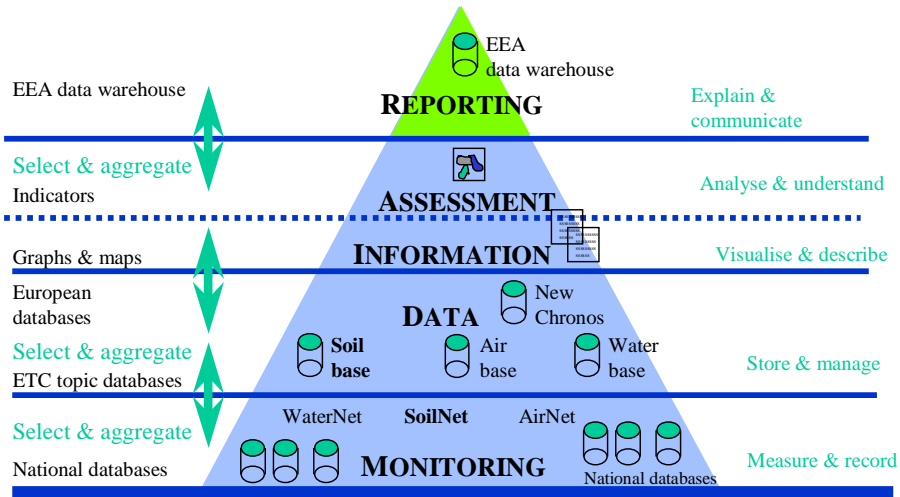 EEA
data warehouse
EEA data warehouse
REPORTING
Explain &
communicate
Select & aggregate
Indicators
ASSESSMENT
Analyse & understand
Graphs & maps
INFORMATION
Visualise & describe
European
databases
New
Chronos
DATA
Select & aggregate
ETC topic databases
Soil
base
Air
base
Water
base
Store & manage
WaterNet
SoilNet
AirNet
Select & aggregate
National databases
MONITORING
National databases
Measure & record